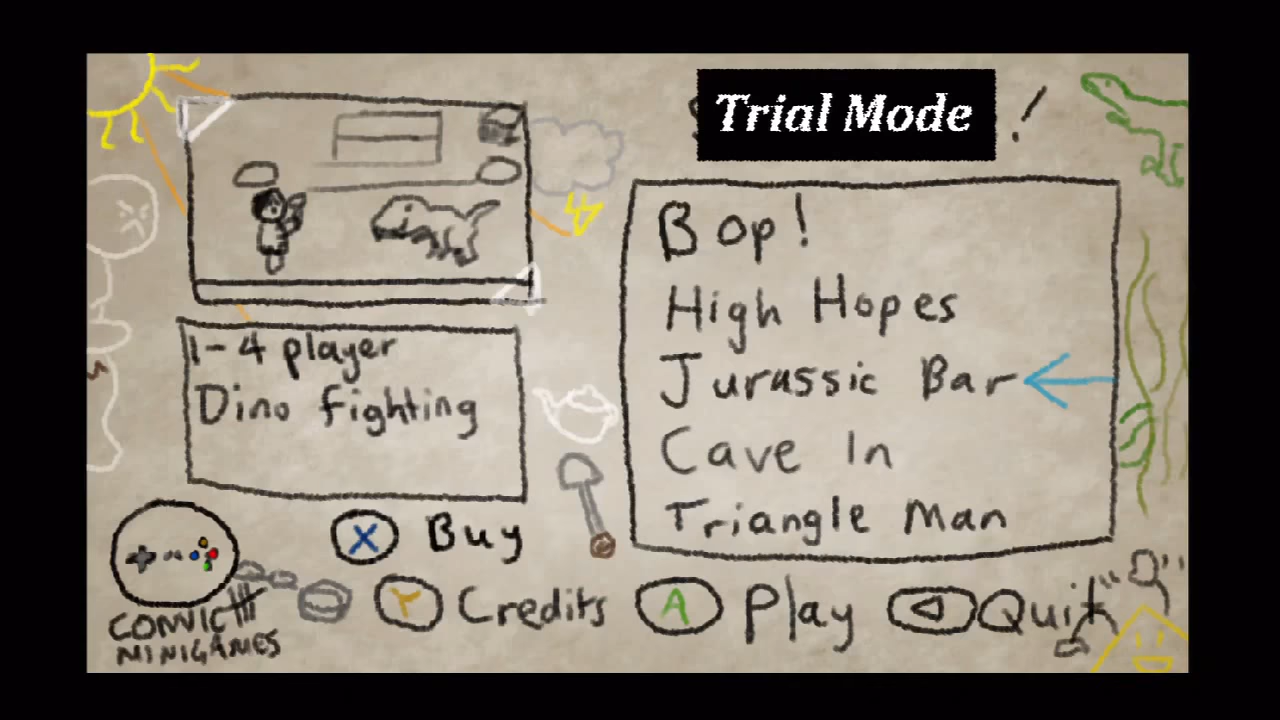 Trial Mode !
Bop!
High Hopes
Jurassic Bar
Cave In
Triangle Man
1-4 player
Dino fighting
X Buy
Y Credits
A Play
Quit
CONVICT
MINIGAMES